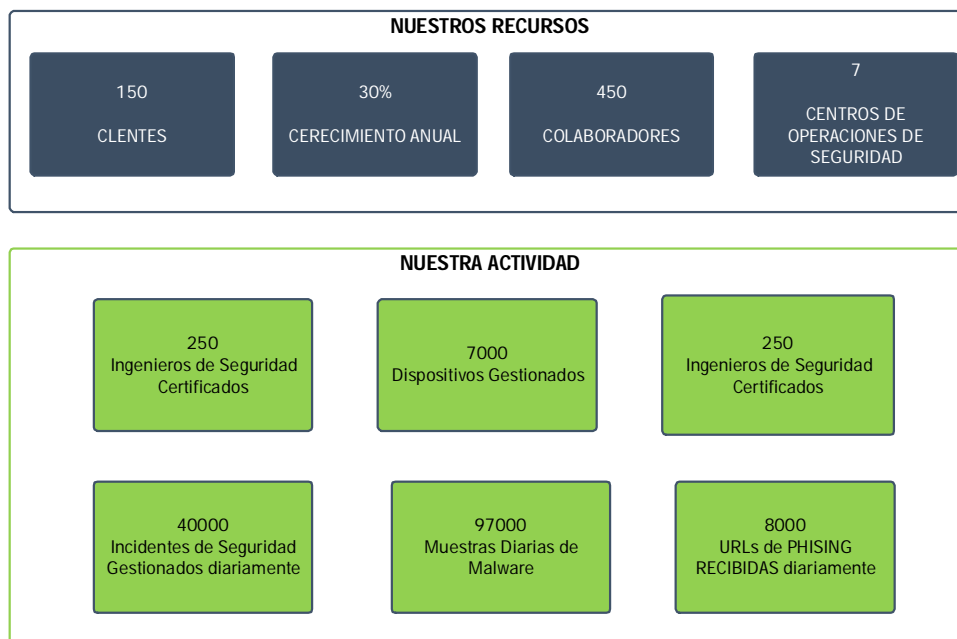 NUESTROS RECURSOS
150
CLENTES
30%
CERECIMIENTO ANUAL
450
COLABORADORES
7
CENTROS DE
OPERACIONES DE
SEGURIDAD
NUESTRA ACTIVIDAD
250
Ingenieros de Seguridad
Certificados
7000
Dispositivos Gestionados
250
Ingenieros de Seguridad
Certificados
40000
Incidentes de Seguridad
Gestionados diariamente
97000
Muestras Diarias de
Malware
8000
URLs de PHISING
RECIBIDAS diariamente